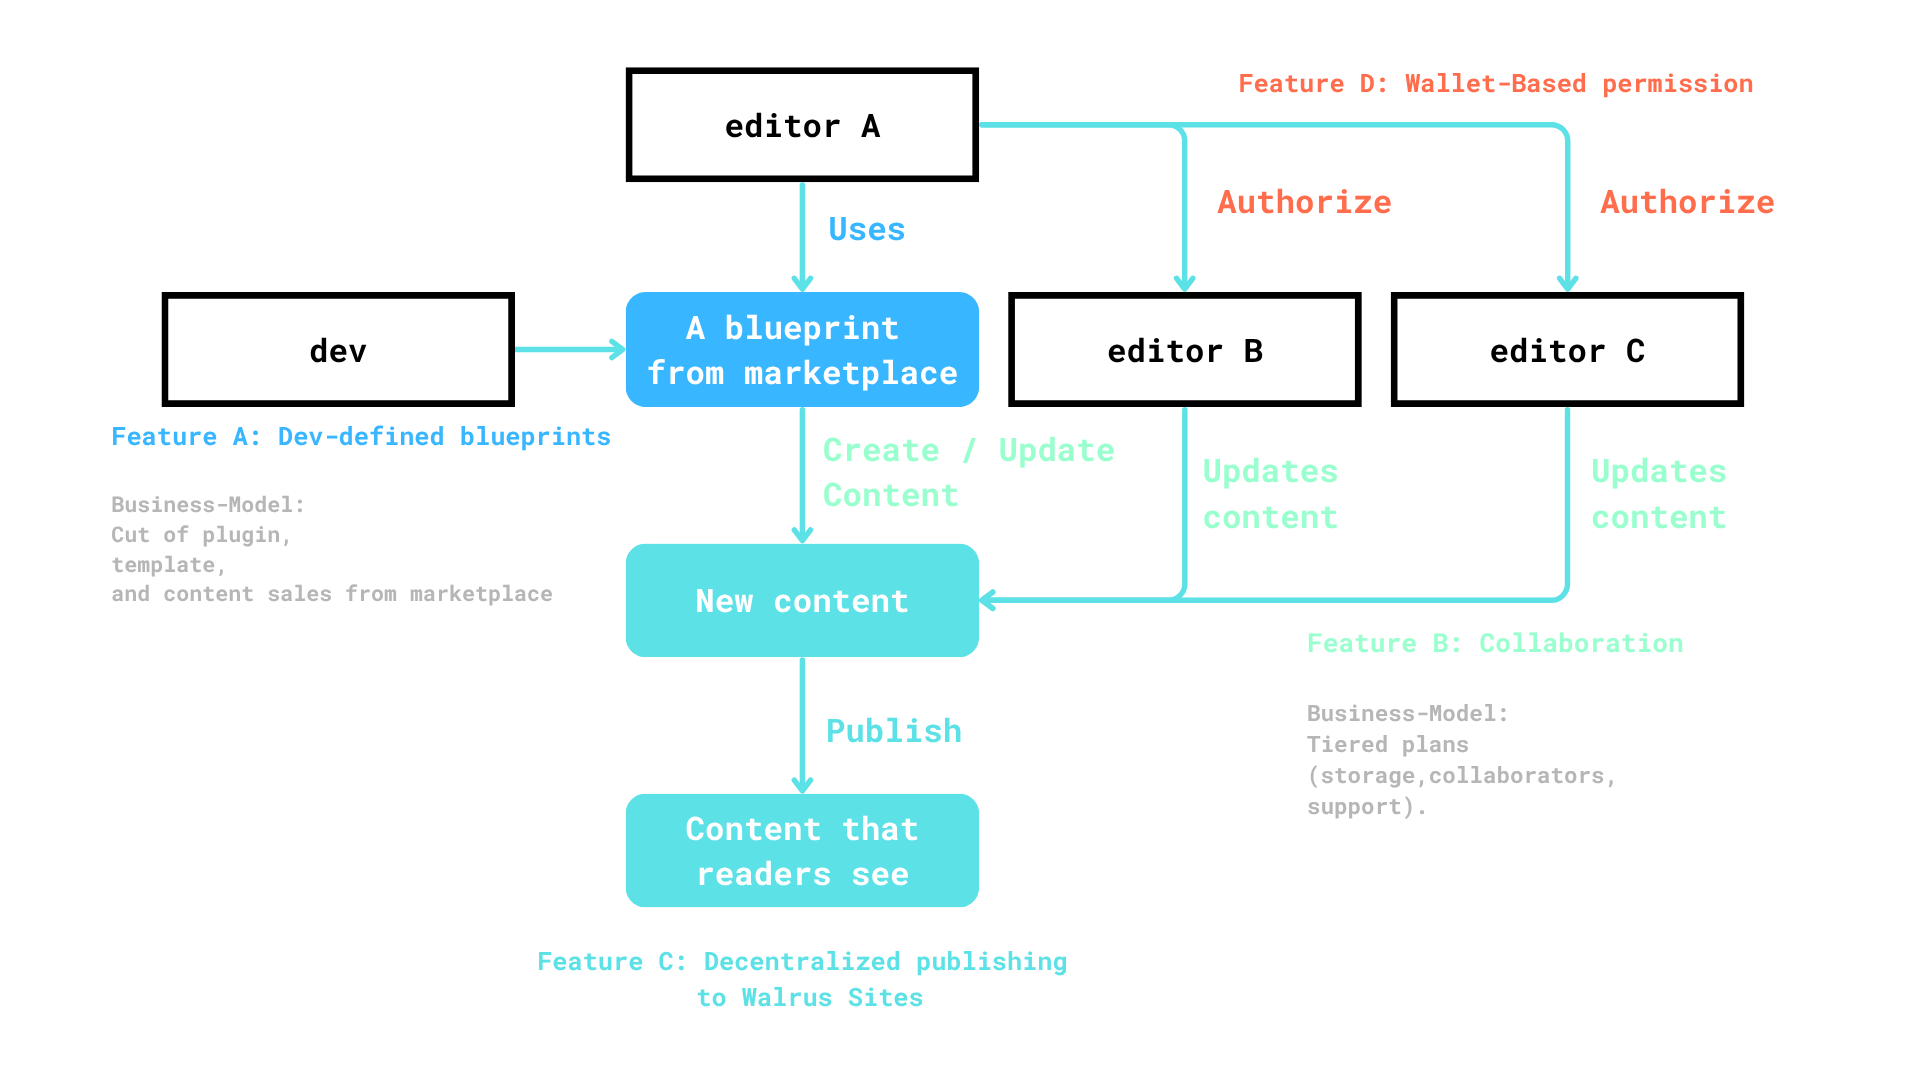 Feature D: Wallet-Based permission
editor A
Authorize
Authorize
Uses
dev
A blueprint
from marketplace
editor B
editor C
Feature A: Dev-defined blueprints
Create / Update
Content
Updates
content
Updates
content
Business-Model:
Cut of plugin,
template,
and content sales from marketplace
New content
Feature B: Collaboration
Business-Model:
Tiered plans
(storage,collaborators,
support).
Publish
Content that
readers see
Feature C: Decentralized publishing
to Walrus Sites